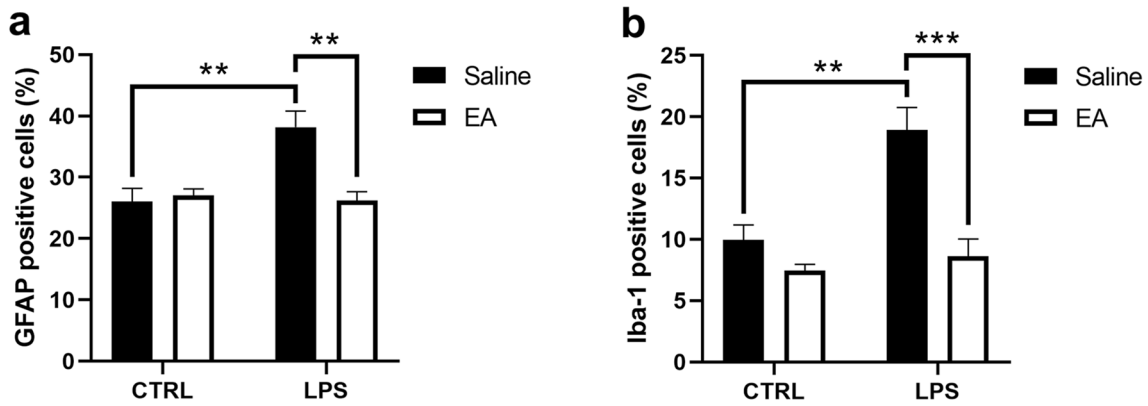 a
GFAP positive cells (%)
50
40
30
20
10
0
**
**
CTRL
LPS
Saline
EA
b
Iba-1 positive cells (%)
25
20
15
10
5
0
**
***
CTRL
LPS
Saline
EA